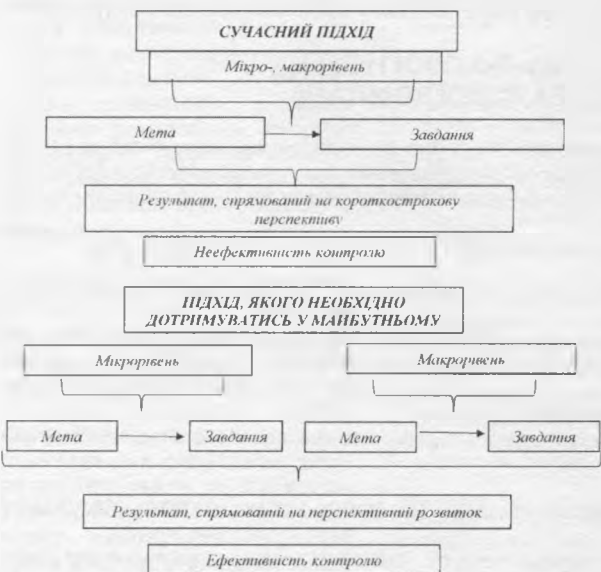 СУЧАСНИЙ ПІДХІД
Мікро-, макрорівень
Мета
Завдання
Результат, спрямований на короткострокову
перспективу
Неефективність контролю
ПІДХІД, ЯКОГО НЕОБХІДНО
ДОТРИМУВАТИСЬ У МАЙБУТНЬОМУ
Мікрорівень
Макрорівень
Мета
Завдання
Мета
Завдання
Результат, спрямований на перспективний розвиток
Ефективність контролю